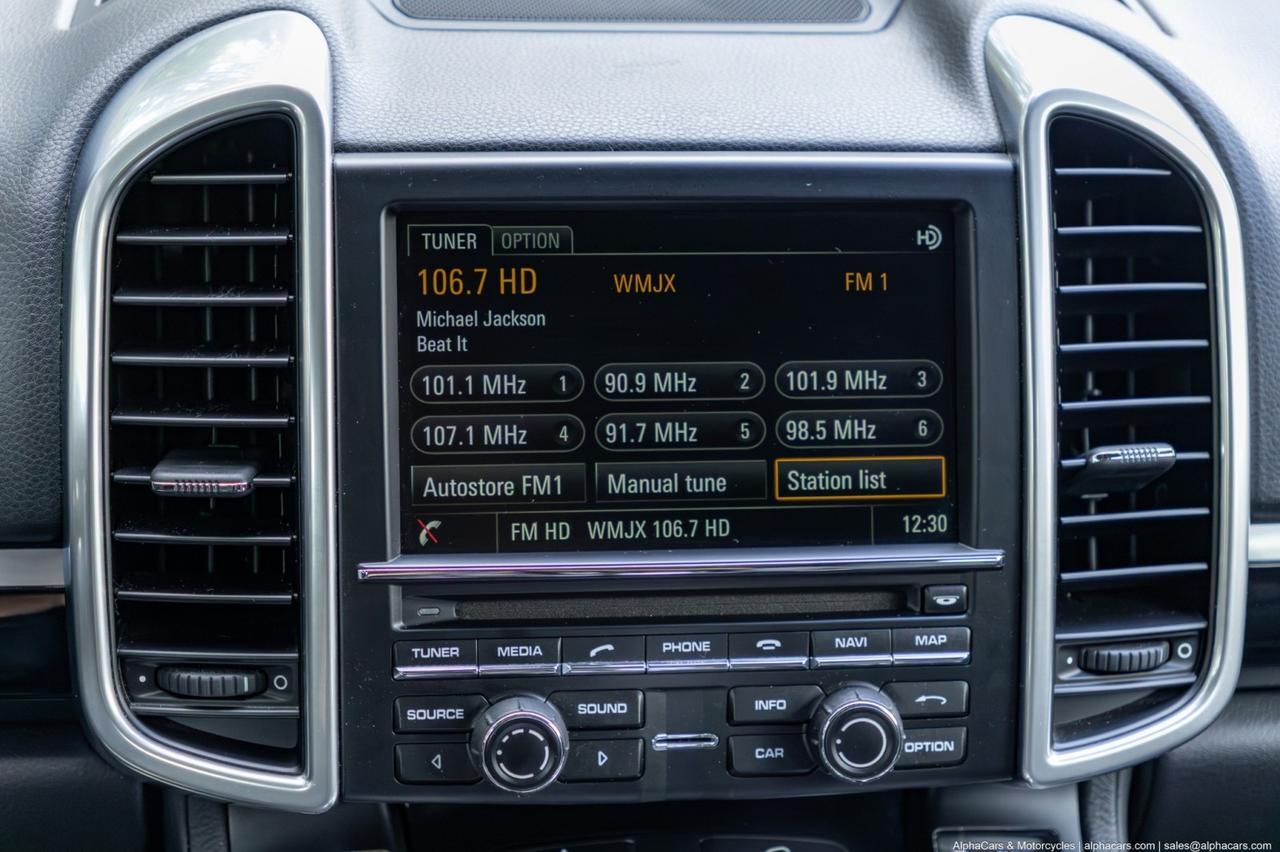 TUNER OPTION HD
106.7 HD WMJX FM 1
Michael Jackson
Beat It
101.1 MHz 1 90.9 MHz 2 101.9 MHz 3
107.1 MHz 4 91.7 MHz 5 98.5 MHz 6
Autostore FM1 Manual tune Station list
FM HD WMJX 106.7 HD 12:30
TUNER MEDIA PHONE NAVI MAP
SOURCE SOUND INFO
CAR OPTION
AlphaCars & Motorcycles | alphacars.com | sales@alphacars.com